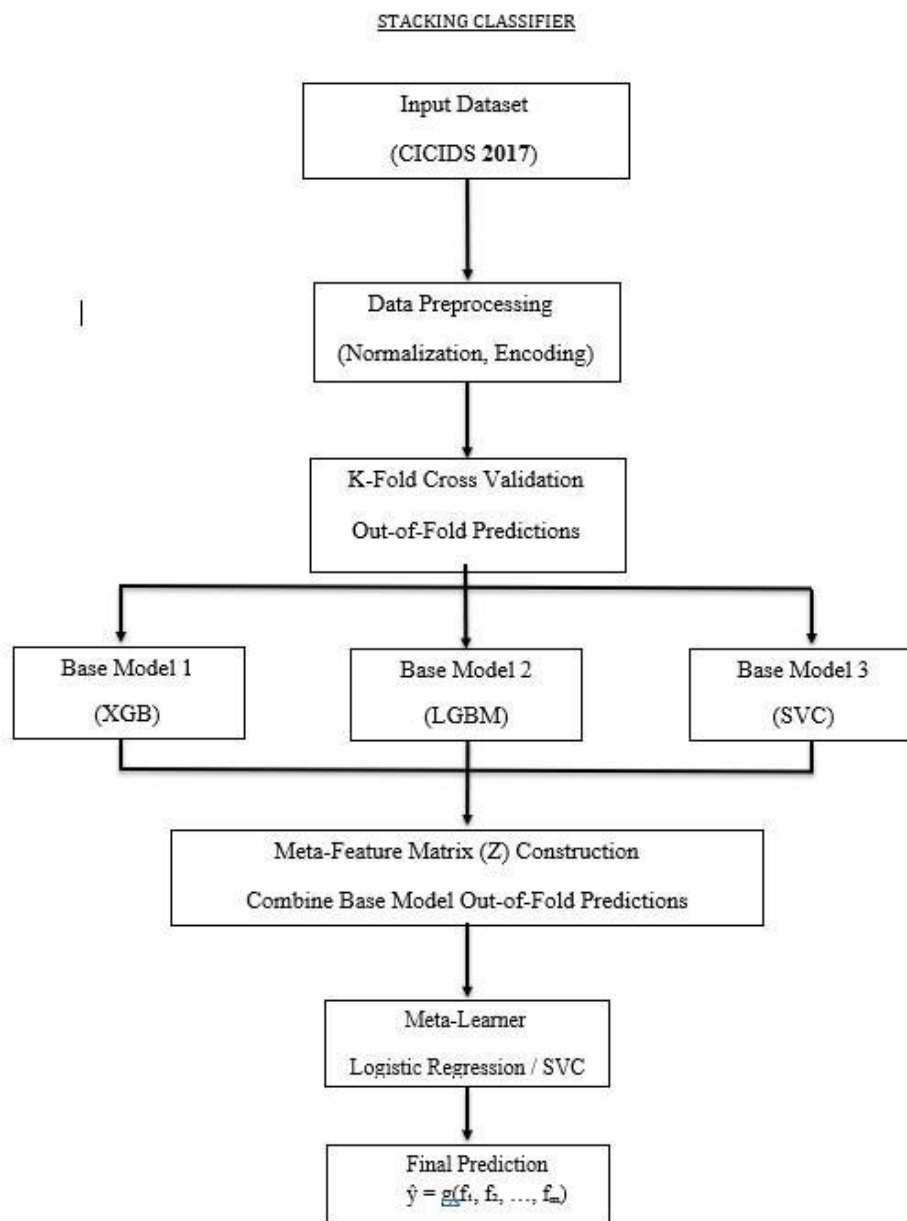 STACKING CLASSIFIER
Input Dataset
(CICIDS 2017)
Data Preprocessing
(Normalization, Encoding)
K-Fold Cross Validation
Out-of-Fold Predictions
Base Model 1
(XGB)
Base Model 2
(LGBM)
Base Model 3
(SVC)
Meta-Feature Matrix (Z) Construction
Combine Base Model Out-of-Fold Predictions
Meta-Learner
Logistic Regression / SVC
Final Prediction
ŷ = g(f₁, f₂, …, fₘ)